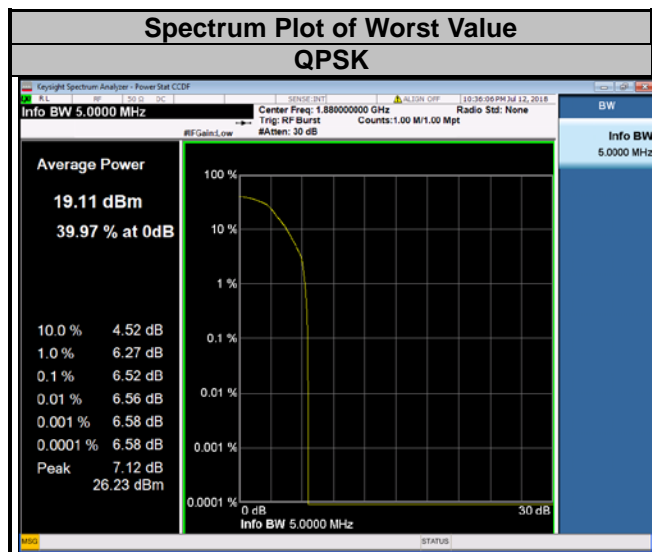 Spectrum Plot of Worst Value
QPSK
Keysight Spectrum Analyzer - Power Stat CCDF
RL RF 50 Ω DC SENSE:INT ALIGN OFF 10:36:06 PM Jul 12, 2016
Info BW 5.0000 MHz
Center Freq: 1.880000000 GHz Radio Std: None
Trig: RF Burst Counts:1.00 M/1.00 Mpt
#IFGain:Low #Atten: 30 dB
BW
Info BW
5.0000 MHz
Average Power
19.11 dBm
39.97 % at 0dB
10.0 % 4.52 dB
1.0 % 6.27 dB
0.1 % 6.52 dB
0.01 % 6.56 dB
0.001 % 6.58 dB
0.0001 % 6.58 dB
Peak 7.12 dB
26.23 dBm
100 %
10 %
1 %
0.1 %
0.01 %
0.001 %
0.0001 %
0 dB 30 dB
Info BW 5.0000 MHz
MSG STATUS